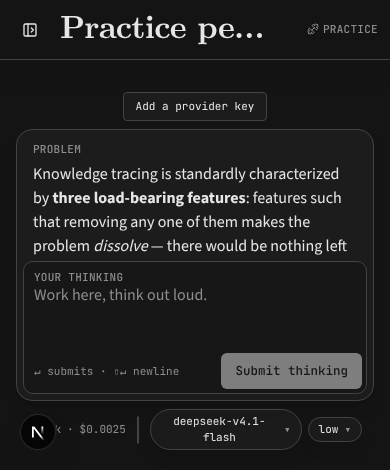 Practice pe...
PRACTICE
Add a provider key
PROBLEM
Knowledge tracing is standardly characterized
by three load-bearing features: features such
that removing any one of them makes the
problem dissolve — there would be nothing left
YOUR THINKING
Work here, think out loud.
↵ submits · ⇧↵ newline
Submit thinking
N
k · $0.0025
deepseek-v4.1-
flash
low